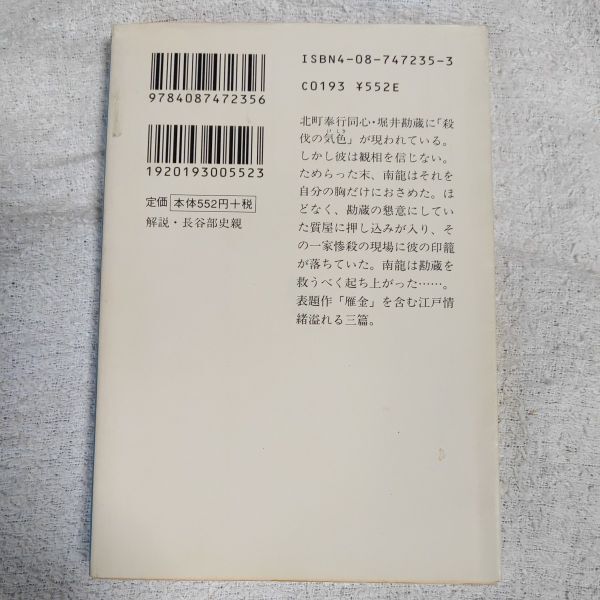 ISBN4-08-747235-3
9784087472356
C0193 ¥552E
1920193005523
定価 本体552円+税
解説・長谷部史親
北町奉行同心・堀井勘蔵に「殺
伐の気色」が現われている。
しかし彼は観相を信じない。
ためらった末、南龍はそれを
自分の胸だけにおさめた。ほ
どなく、勘蔵の懇意にしてい
た質屋に押し込みが入り、そ
の一家惨殺の現場に彼の印籠
が落ちていた。南龍は勘蔵を
救うべく起ち上がった……。
表題作「雁金」を含む江戸情
緒溢れる三篇。